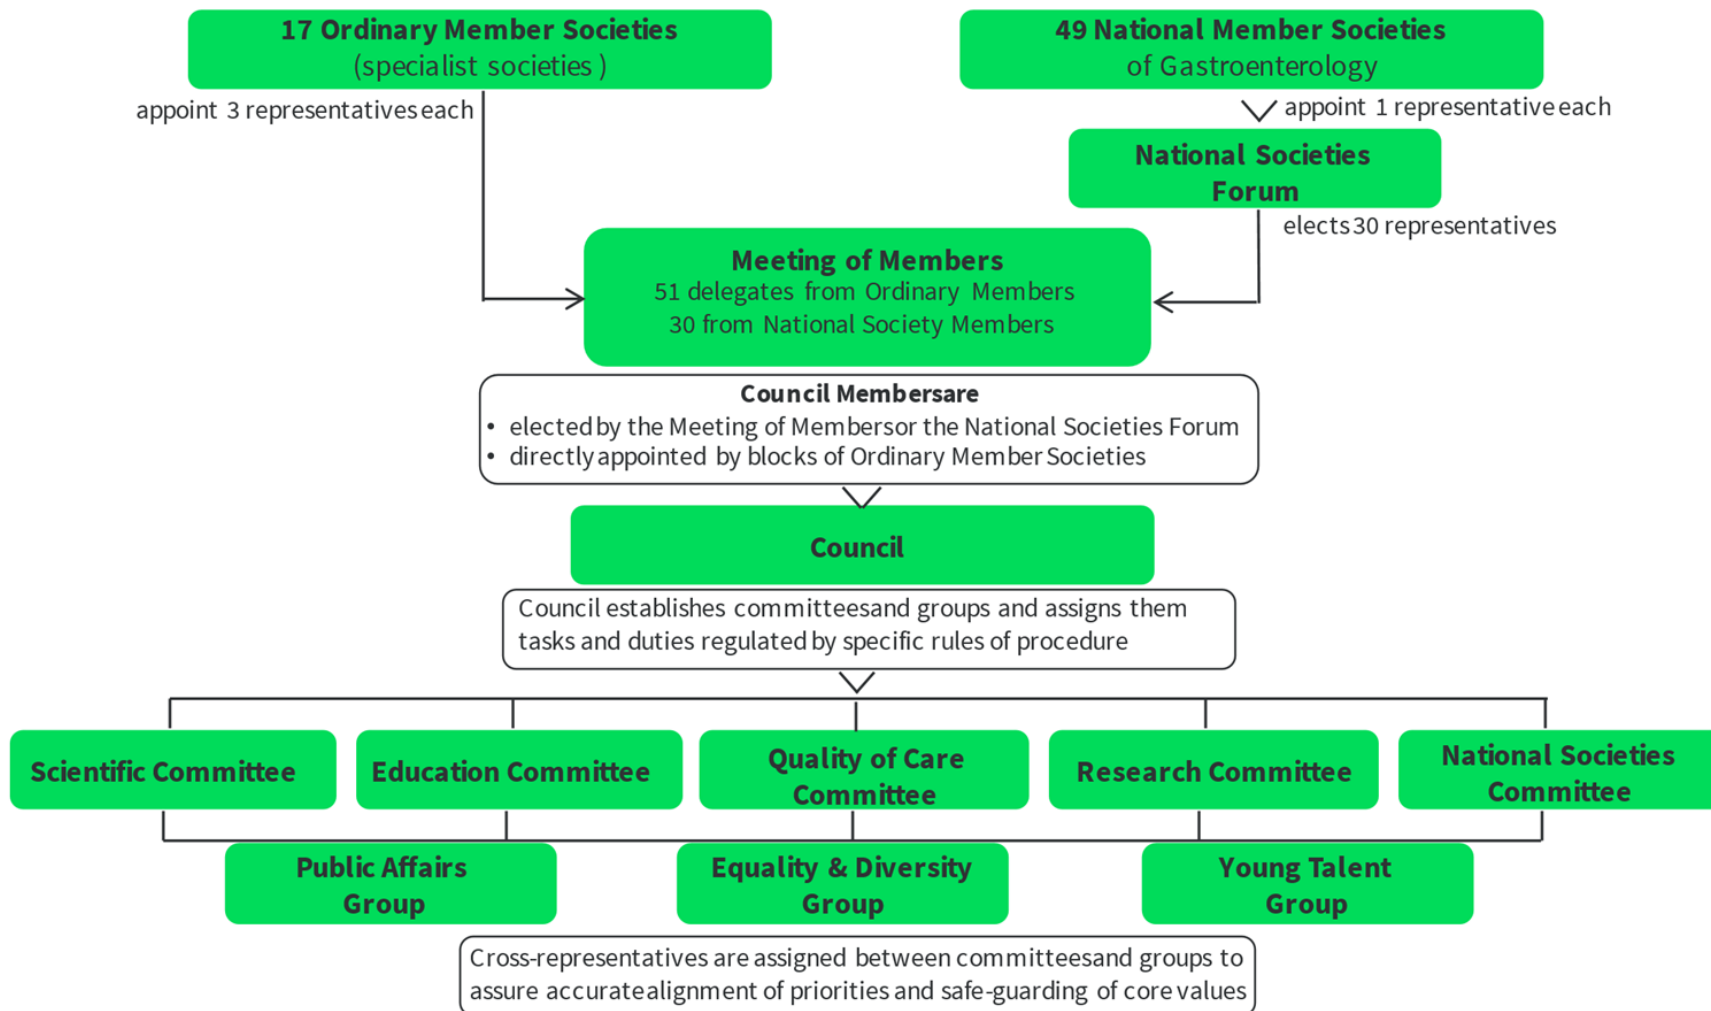 17 Ordinary Member Societies
(specialist societies )
49 National Member Societies
of Gastroenterology
appoint 3 representatives each
appoint 1 representative each
National Societies
Forum
elects 30 representatives
Meeting of Members
51 delegates from Ordinary Members
30 from National Society Members
Council Membersare
• elected by the Meeting of Membersor the National Societies Forum
• directly appointed by blocks of Ordinary Member Societies
Council
Council establishes committeesand groups and assigns them
tasks and duties regulated by specific rules of procedure
Scientific Committee
Education Committee
Quality of Care
Committee
Research Committee
National Societies
Committee
Public Affairs
Group
Equality & Diversity
Group
Young Talent
Group
Cross-representatives are assigned between committeesand groups to
assure accuratealignment of priorities and safe-guarding of core values